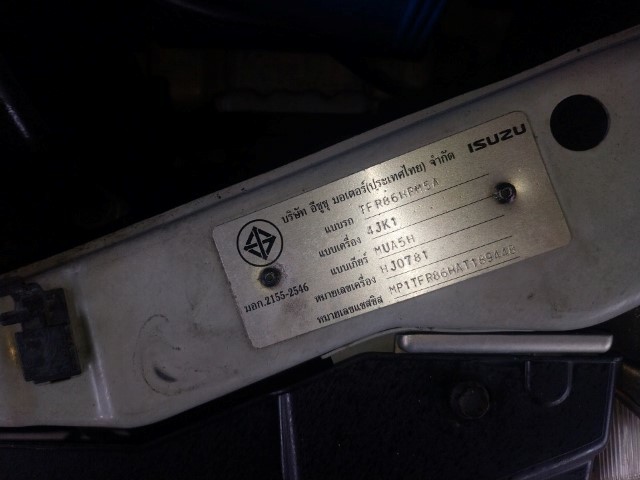 ISUZU
บริษัท อีซูซุ มอเตอร์(ประเทศไทย) จำกัด
แบบรถ TFR86HRM5A
แบบเครื่อง 4JK1
แบบเกียร์ MUA5H
หมายเลขเครื่อง HJ0781
หมายเลขแชสซีส
มอก.2155-2546